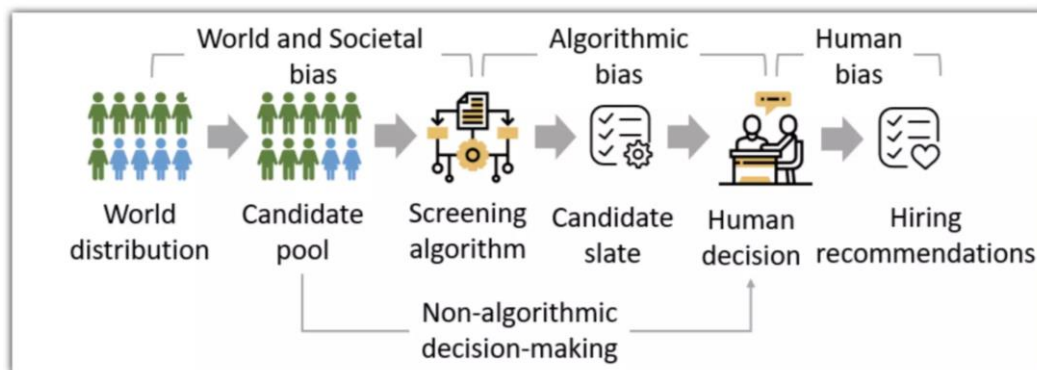 World and Societal
bias
Algorithmic
bias
Human
bias
World
distribution
Candidate
pool
Screening
algorithm
Candidate
slate
Human
decision
Hiring
recommendations
Non-algorithmic
decision-making